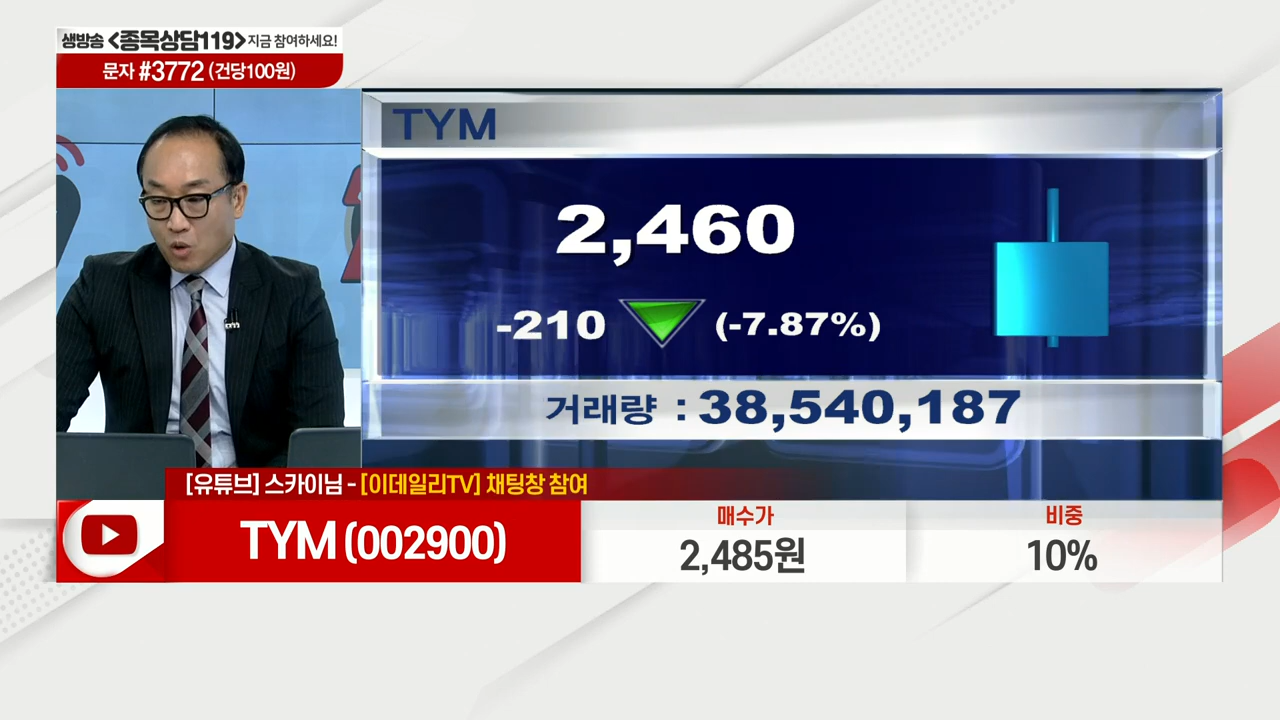 생방송 <종목상담119> 지금 참여하세요!
문자 #3772 (건당100원)
TYM
2,460
-210 (-7.87%)
거래량 : 38,540,187
[유튜브] 스카이님 - [이데일리TV] 채팅창 참여
TYM (002900)
매수가
2,485원
비중
10%